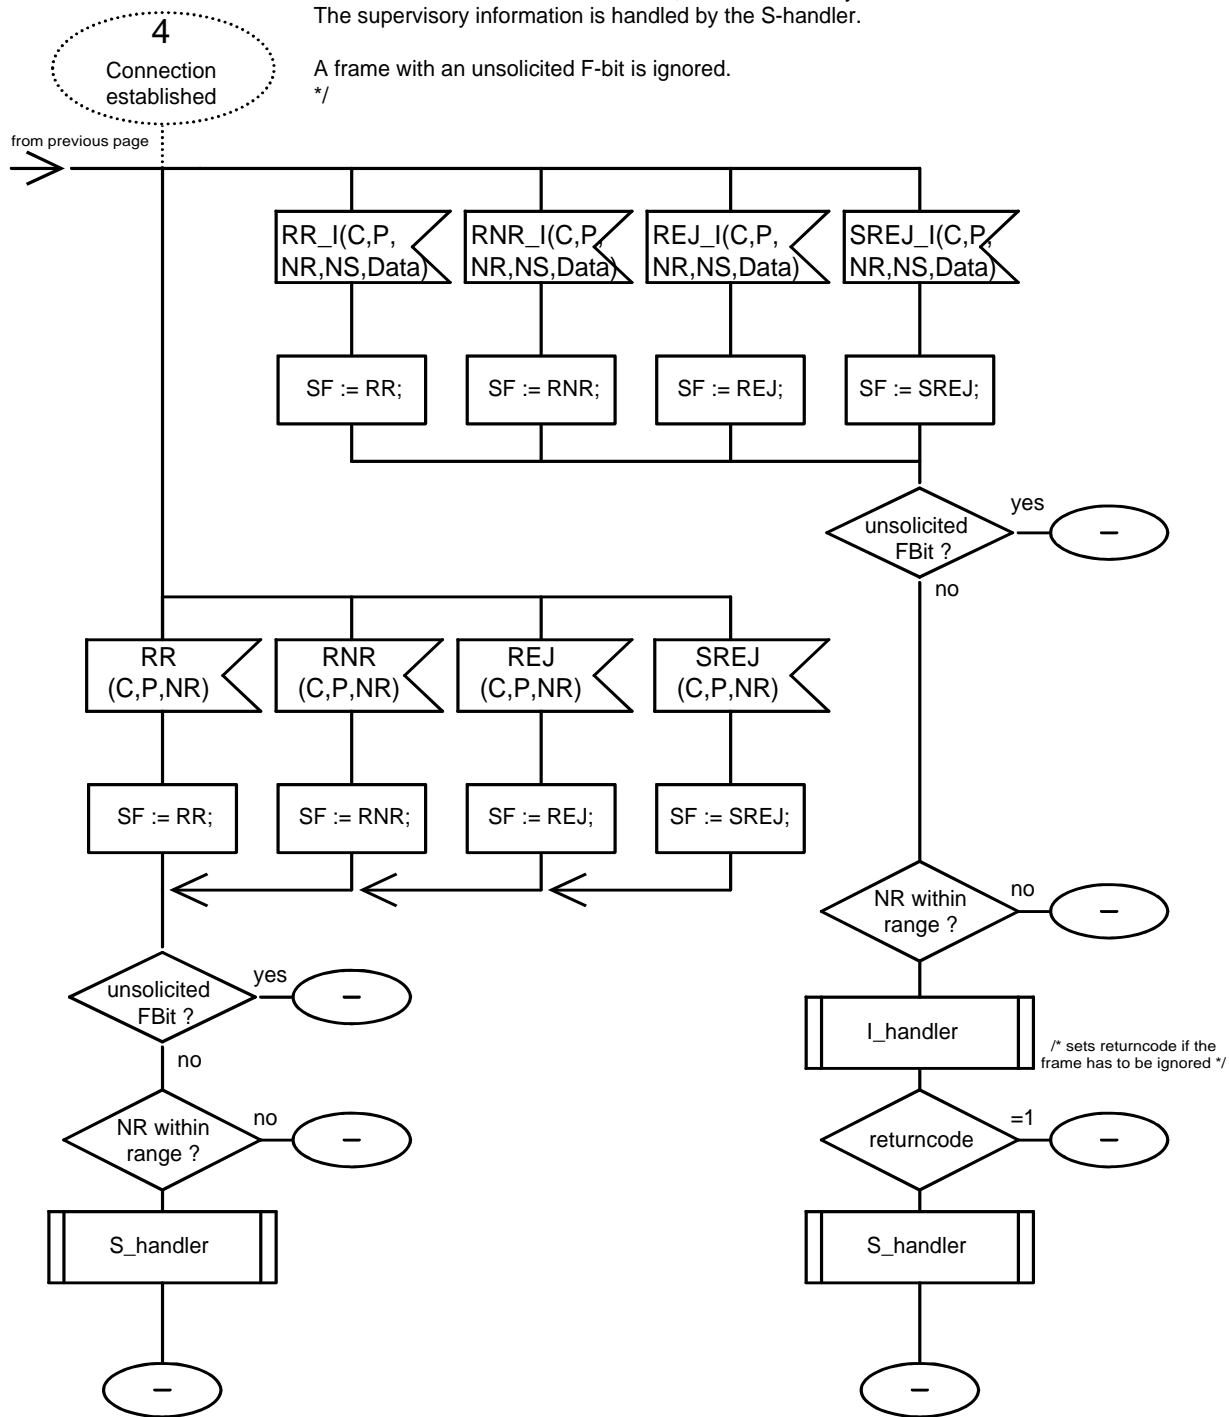 The supervisory information is handled by the S-handler.
4
Connection
established
A frame with an unsolicited F-bit is ignored.
*/
from previous page
RR_I(C,P,
NR,NS,Data)
RNR_I(C,P,
NR,NS,Data)
REJ_I(C,P,
NR,NS,Data)
SREJ_I(C,P,
NR,NS,Data)
SF := RR;
SF := RNR;
SF := REJ;
SF := SREJ;
unsolicited
FBit ?
yes
–
no
RR
(C,P,NR)
RNR
(C,P,NR)
REJ
(C,P,NR)
SREJ
(C,P,NR)
SF := RR;
SF := RNR;
SF := REJ;
SF := SREJ;
NR within
range ?
no
–
unsolicited
FBit ?
yes
–
no
I_handler
/* sets returncode if the
frame has to be ignored */
NR within
range ?
no
–
returncode
=1
–
S_handler
S_handler
–
–